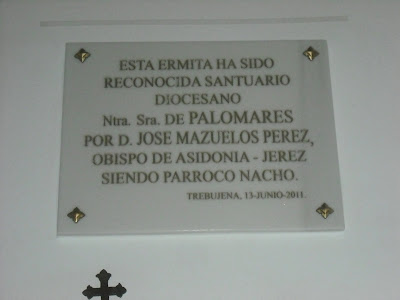 ESTA ERMITA HA SIDO
RECONOCIDA SANTUARIO
DIOCESANO
Ntra. Sra. DE PALOMARES
POR D. JOSE MAZUELOS PEREZ,
OBISPO DE ASIDONIA - JEREZ
SIENDO PARROCO NACHO.
TREBUJENA, 13-JUNIO-2011.